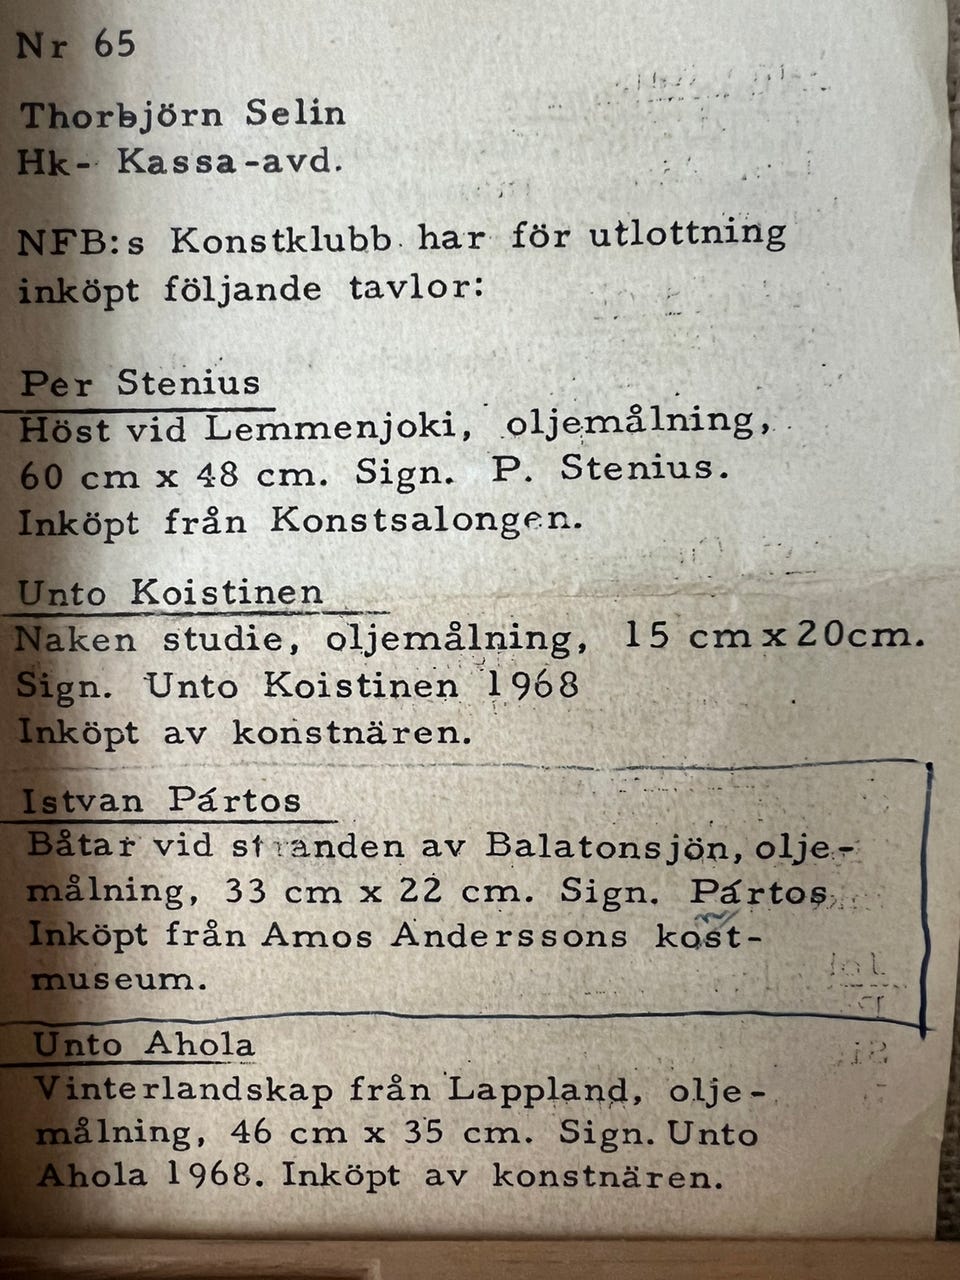 Nr 65
Thorbjörn Selin
Hk- Kassa-avd.
NFB:s Konstklubb har för utlottning
inköpt följande tavlor:
Per Stenius
Höst vid Lemmenjoki, oljemålning,
60 cm x 48 cm. Sign. P. Stenius.
Inköpt från Konstsalongen.
Unto Koistinen
Naken studie, oljemålning, 15 cm x 20cm.
Sign. Unto Koistinen 1968
Inköpt av konstnären.
Istvan Pártos
Båtar vid stranden av Balatonsjön, olje-
målning, 33 cm x 22 cm. Sign. Pártos
Inköpt från Amos Anderssons kost-
museum.
Unto Ahola
Vinterlandskap från Lappland, olje-
målning, 46 cm x 35 cm. Sign. Unto
Ahola 1968. Inköpt av konstnären.